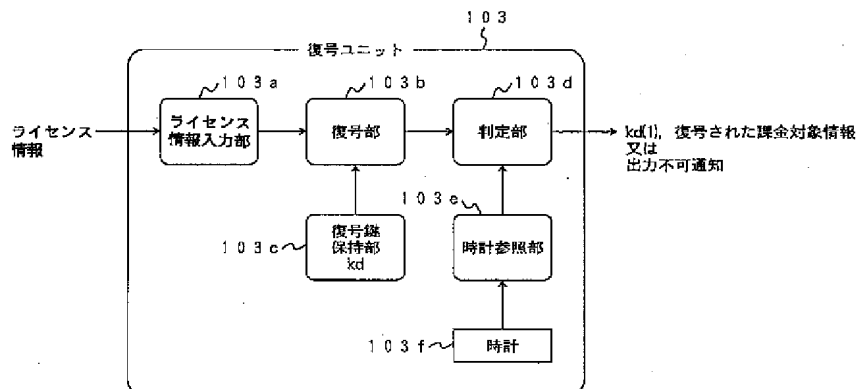 １０３
復号ユニット
１０３ａ
１０３ｂ
１０３ｄ
ライセンス
情報
ライセンス
情報入力部
復号部
判定部
kd(1), 復号された課金対象情報
又は
出力不可通知
１０３ｅ
１０３ｃ
復号鍵
保持部
kd
時計参照部
１０３ｆ
時計